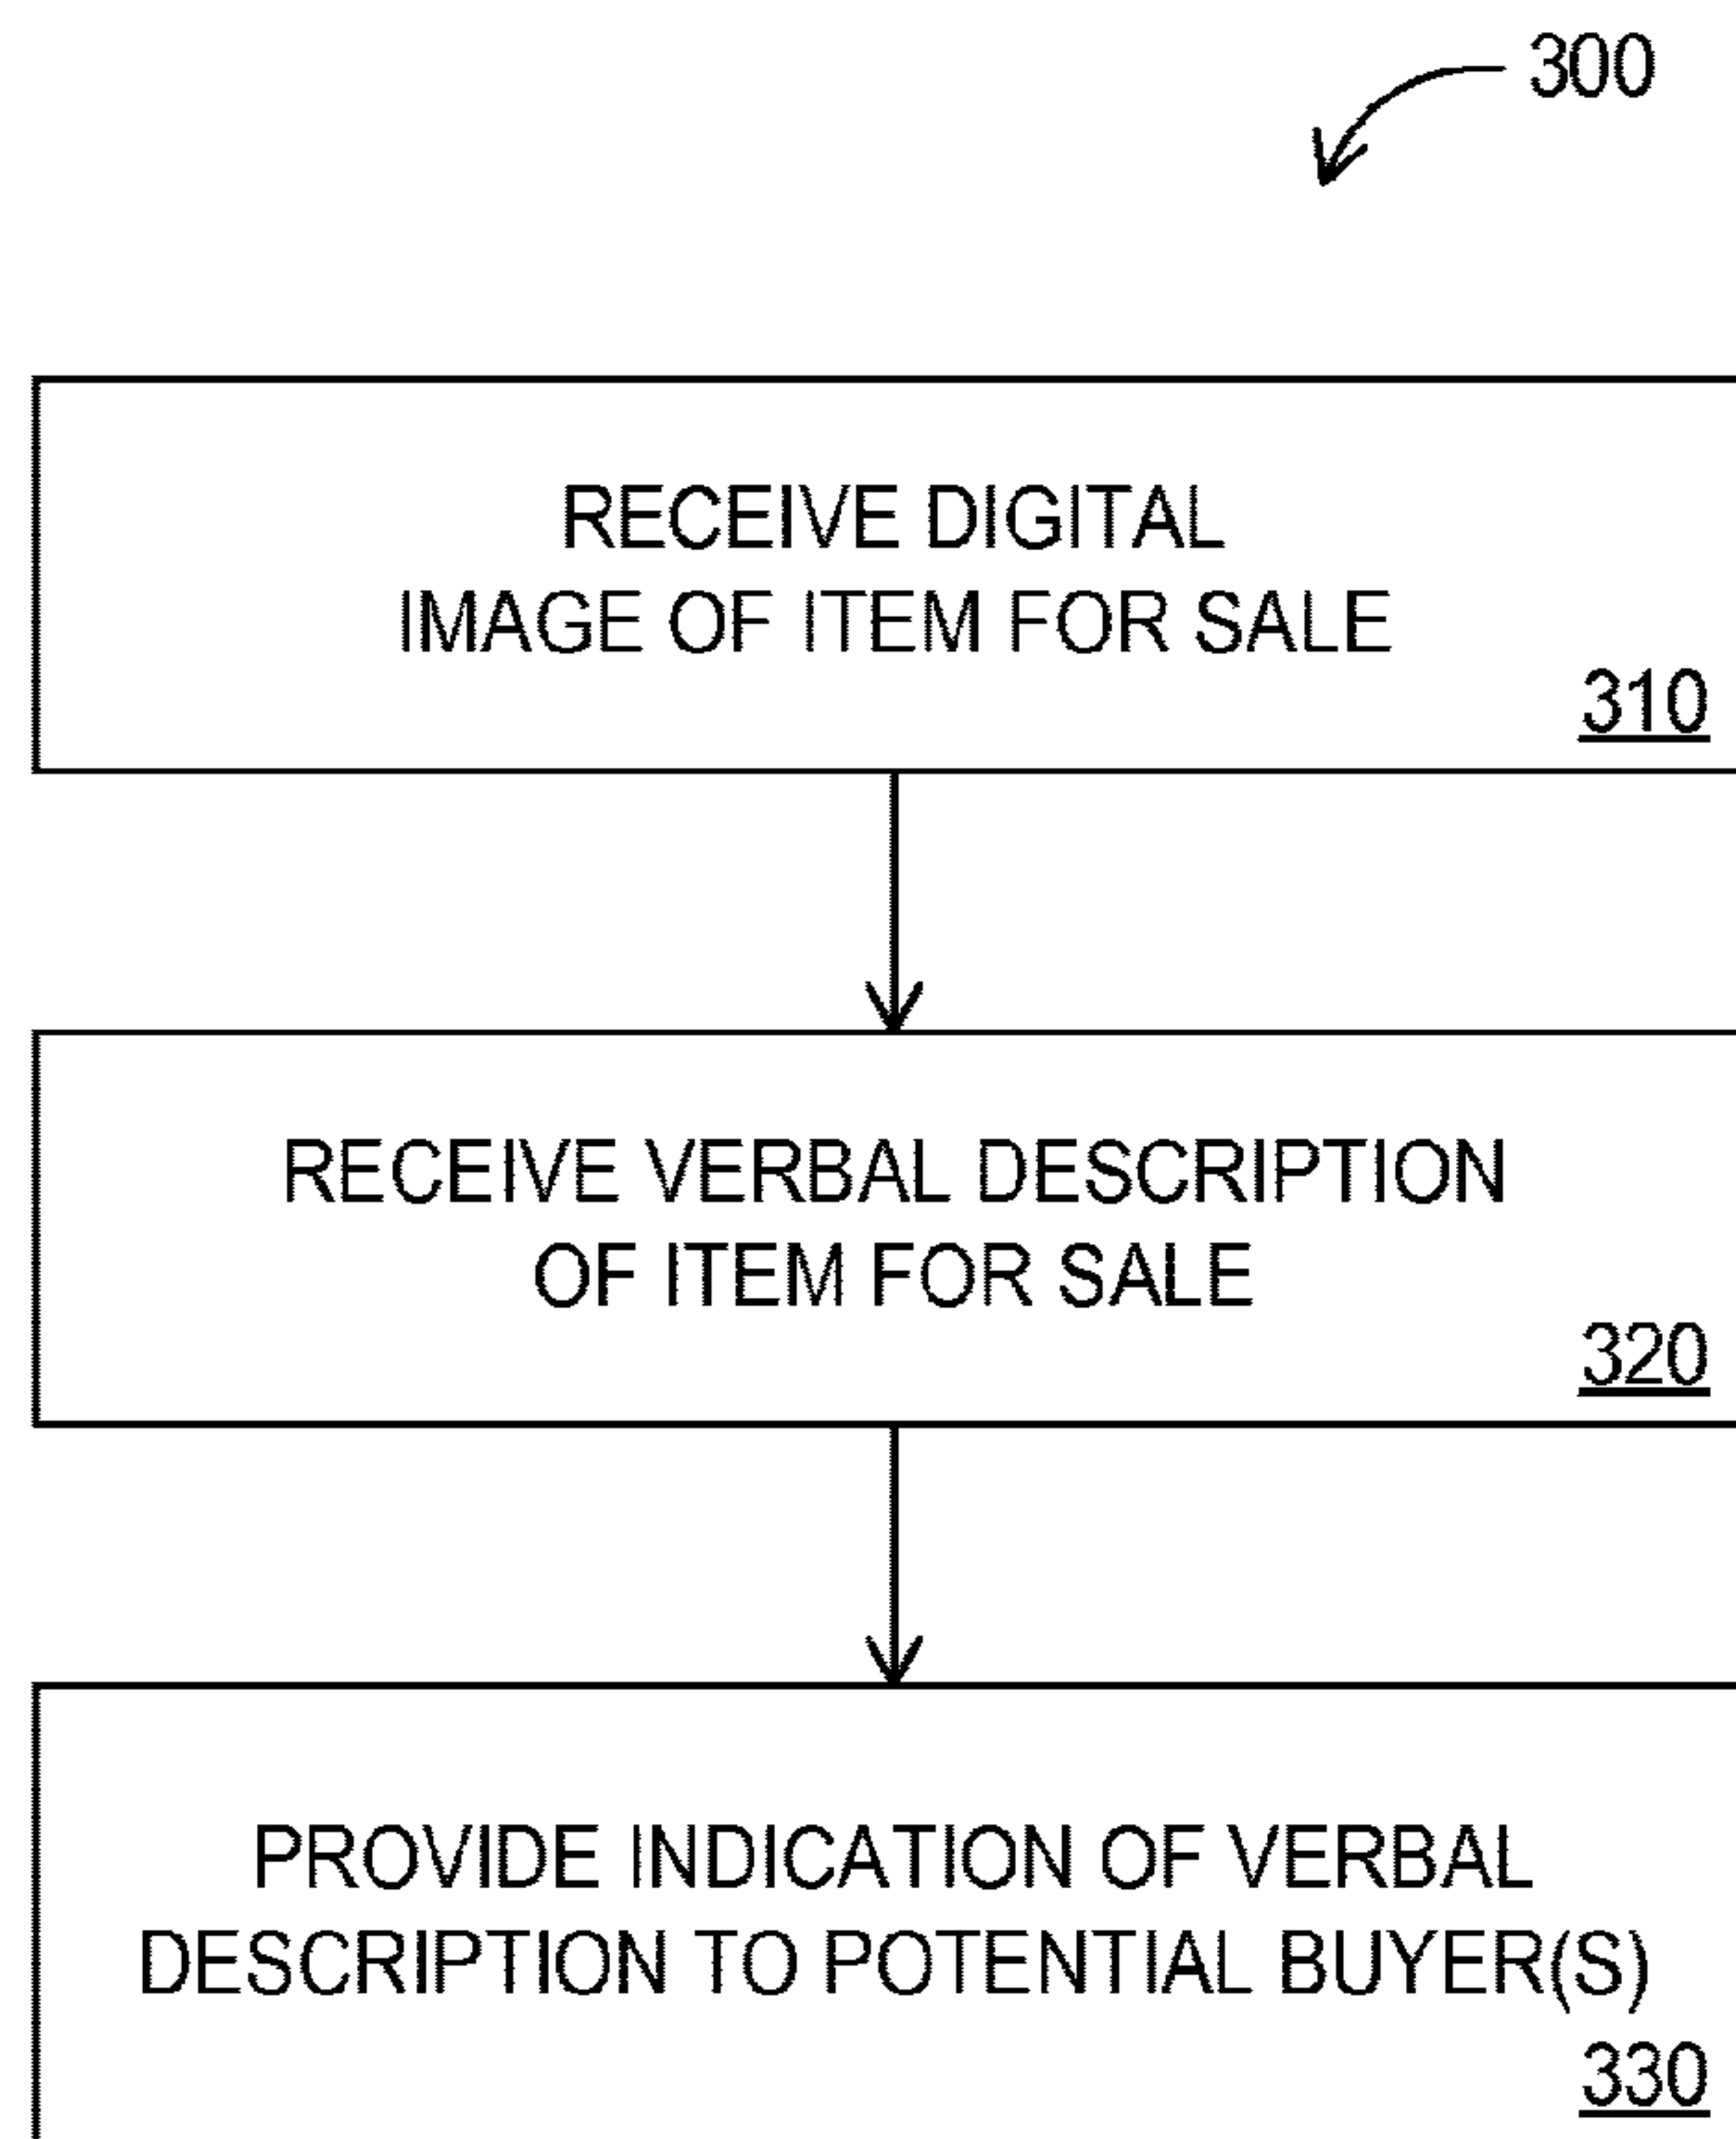 300
RECEIVE DIGITAL
IMAGE OF ITEM FOR SALE
310
RECEIVE VERBAL DESCRIPTION
OF ITEM FOR SALE
320
PROVIDE INDICATION OF VERBAL
DESCRIPTION TO POTENTIAL BUYER(S)
330